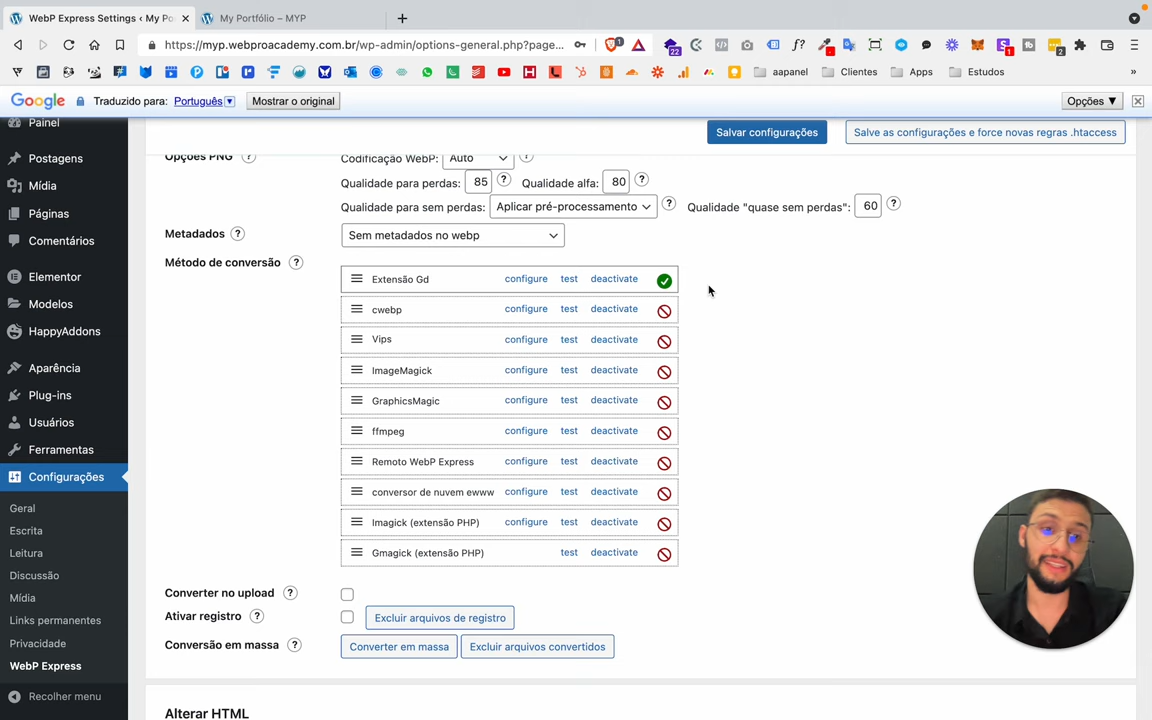 WebP Express Settings ‹ My Po
My Portfólio – MYP
https://myp.webproacademy.com.br/wp-admin/options-general.php?page...
aapanel
Clientes
Apps
Estudos
»
Google
Traduzido para: Português
Mostrar o original
Opções ▼
Painel
Postagens
Mídia
Páginas
Comentários
Elementor
Modelos
HappyAddons
Aparência
Plug-ins
Usuários
Ferramentas
Configurações
Geral
Escrita
Leitura
Discussão
Mídia
Links permanentes
Privacidade
WebP Express
Recolher menu
Salvar configurações
Salve as configurações e force novas regras .htaccess
Opções PNG
Codificação WebP: Auto
Qualidade para perdas: 85 Qualidade alfa: 80
Qualidade para sem perdas: Aplicar pré-processamento Qualidade "quase sem perdas": 60
Metadados Sem metadados no webp
Método de conversão
Extensão Gd configure test deactivate
cwebp configure test deactivate
Vips configure test deactivate
ImageMagick configure test deactivate
GraphicsMagic configure test deactivate
ffmpeg configure test deactivate
Remoto WebP Express configure test deactivate
conversor de nuvem ewww configure test deactivate
Imagick (extensão PHP) configure test deactivate
Gmagick (extensão PHP) test deactivate
Converter no upload
Ativar registro Excluir arquivos de registro
Conversão em massa Converter em massa Excluir arquivos convertidos
Alterar HTML